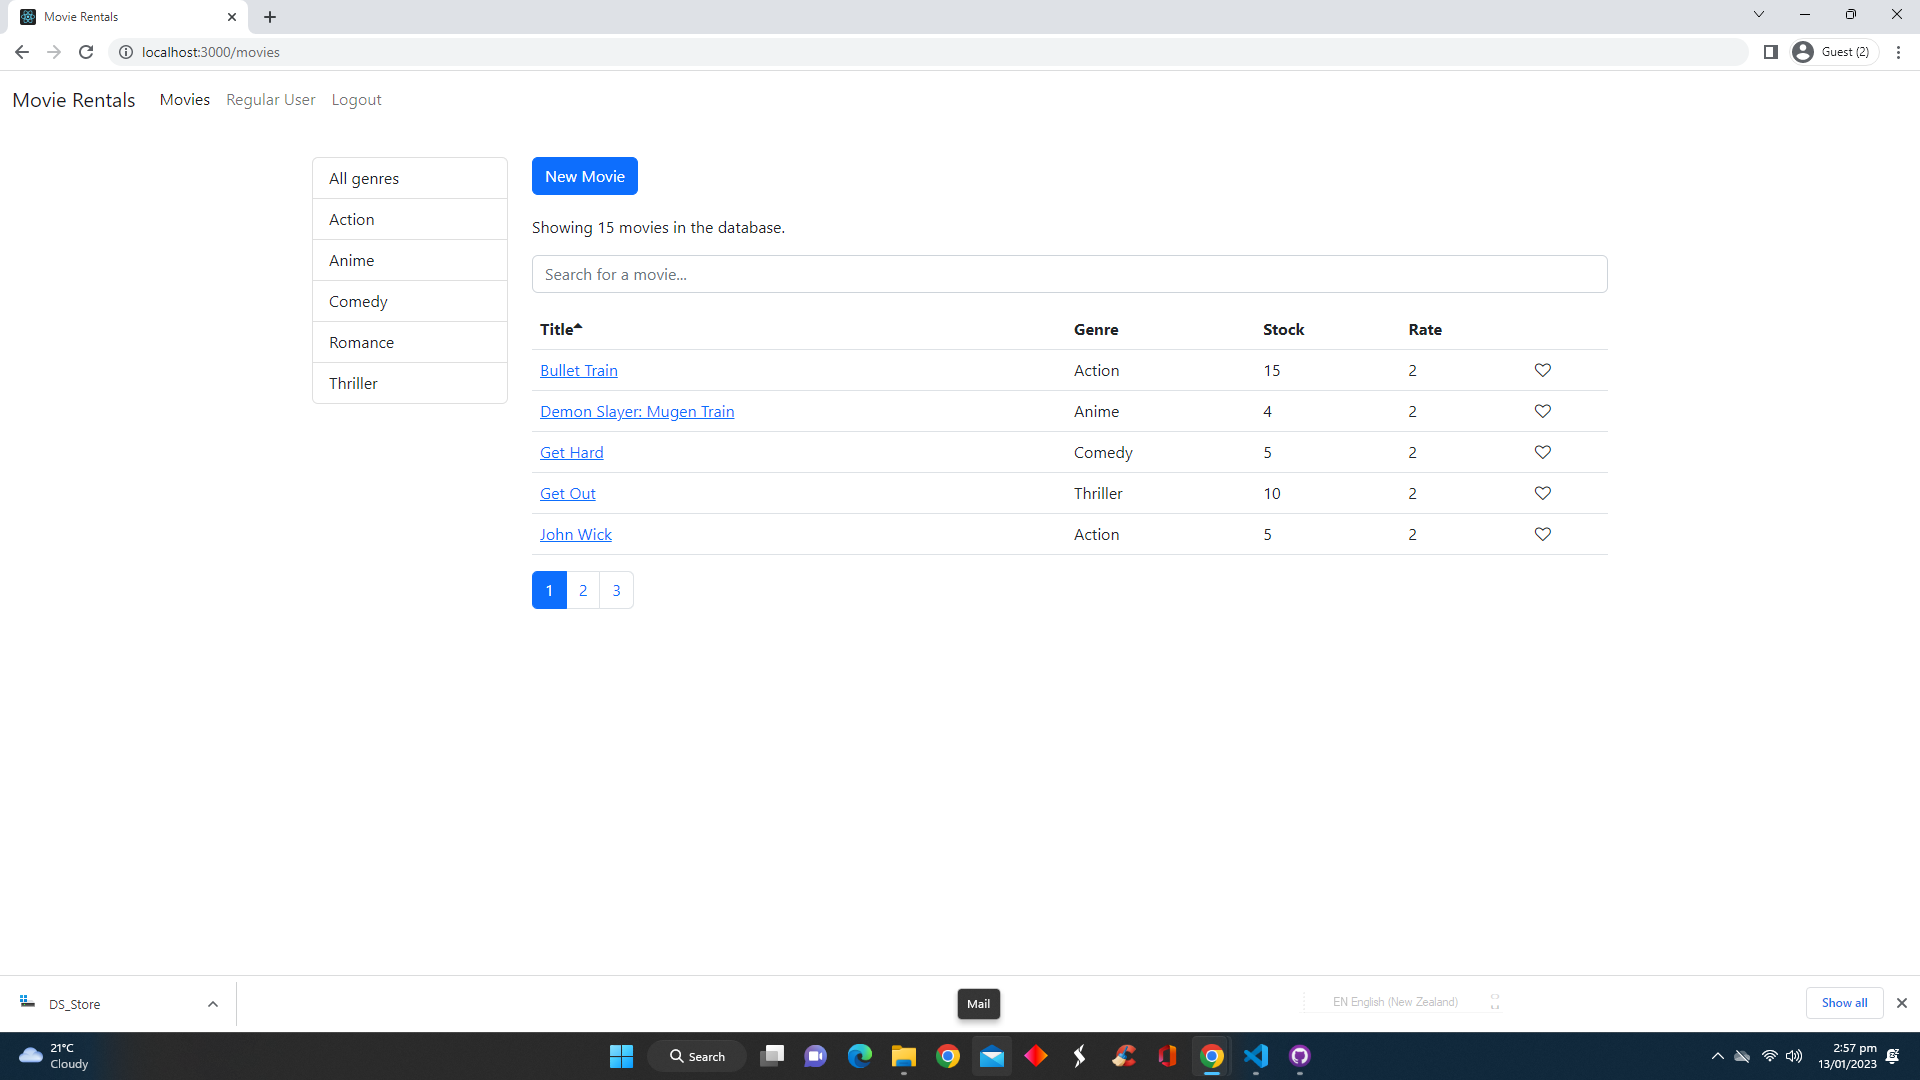 Movie Rentals
localhost:3000/movies
Guest (2)
Movie Rentals Movies Regular User Logout
All genres
Action
Anime
Comedy
Romance
Thriller
New Movie
Showing 15 movies in the database.
Search for a movie...
Title Genre Stock Rate
Bullet Train Action 15 2
Demon Slayer: Mugen Train Anime 4 2
Get Hard Comedy 5 2
Get Out Thriller 10 2
John Wick Action 5 2
1 2 3
DS_Store
Mail
EN English (New Zealand)
Show all
21°C
Cloudy
Search
2:57 pm
13/01/2023